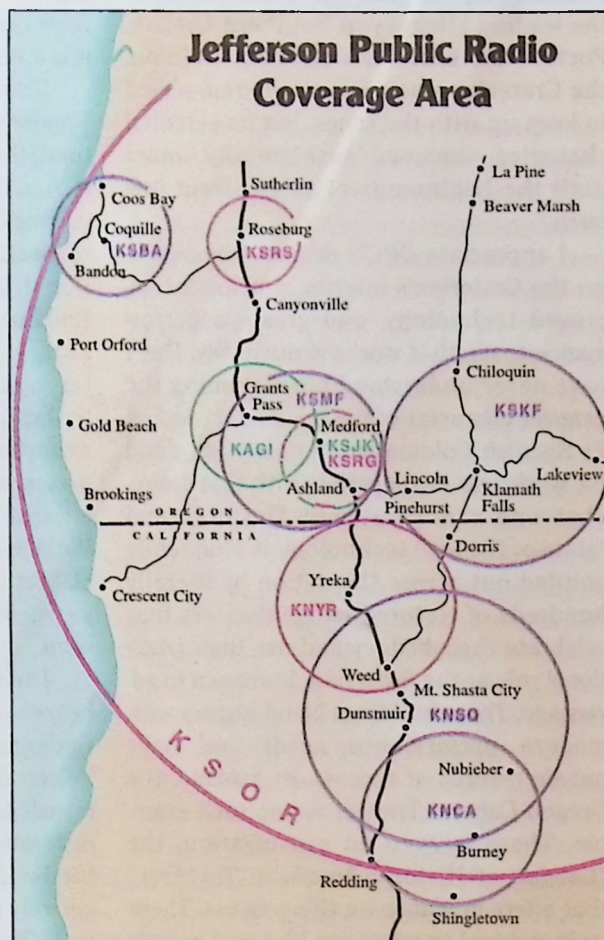 Jefferson Public Radio
Coverage Area
La Pine
Beaver Marsh
Sutherlin
Coos Bay
Roseburg
Coquille
KSBA
KSRS
Bandon
Canyonville
Port Orford
Chiloquin
Grants
Pass
KSMF
KSKF
Medford
Gold Beach
KAGI
KSJK
KSRG
Lakeview
Ashland
Lincoln
Klamath
Falls
Pinehurst
Brookings
OREGON
CALIFORNIA
Dorris
Crescent City
Yreka
KNYR
Weed
Mt. Shasta City
Dunsmuir
KNSQ
KSOR
Nubieber
KNCA
Burney
Redding
Shingletown